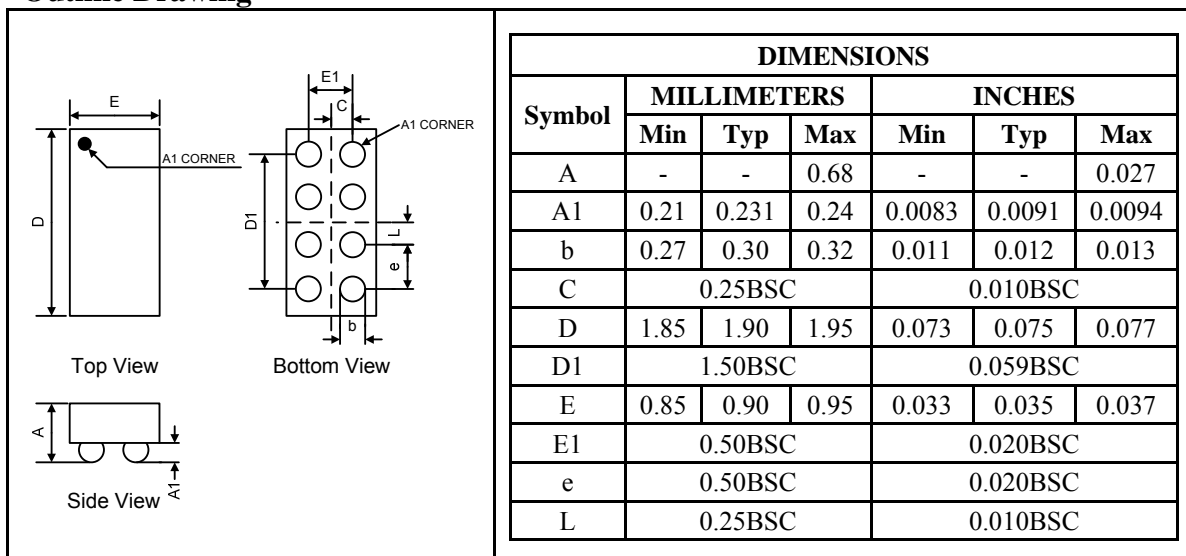 E
A1 CORNER
D
Top View
E1
C
A1 CORNER
D1
L
e
b
Bottom View
A
A1
Side View
DIMENSIONS
Symbol MILLIMETERS INCHES
Min Typ Max Min Typ Max
A - - 0.68 - - 0.027
A1 0.21 0.231 0.24 0.0083 0.0091 0.0094
b 0.27 0.30 0.32 0.011 0.012 0.013
C 0.25BSC 0.010BSC
D 1.85 1.90 1.95 0.073 0.075 0.077
D1 1.50BSC 0.059BSC
E 0.85 0.90 0.95 0.033 0.035 0.037
E1 0.50BSC 0.020BSC
e 0.50BSC 0.020BSC
L 0.25BSC 0.010BSC